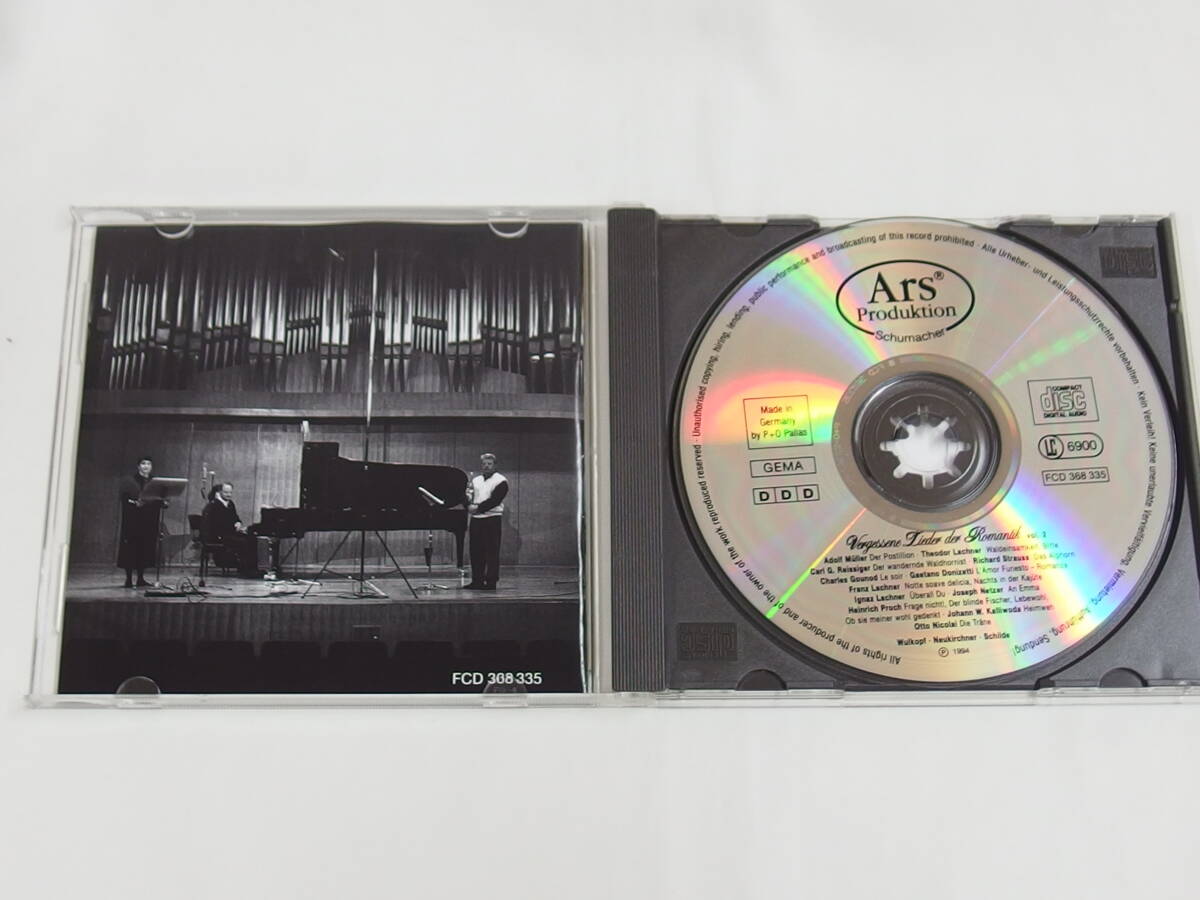 FCD 368 335
Ars®
Produktion
Schumacher
All rights of the producer and of the owner of the work reproduced reserved · Unauthorised copying, hiring, lending, public performance and broadcasting of this record prohibited · Alle Urheber- und Leistungsschutzrechte vorbehalten · Kein Verleih! Keine unerlaubte Vervielfältigung, Vermietung, Aufführung, Sendung!
Made in
Germany
by P+O Pallas
GEMA
DDD
COMPACT
disc
DIGITAL AUDIO
LC 6900
FCD 368 335
Vergessene Lieder der Romantik vol. 2
Adolf Müller Der Postillion · Theodor Lachner Waldeinsamkeit, Bitte
Carl G. Reissiger Der wandernde Waldhornist · Richard Strauss Das Alphorn
Charles Gounod Le soir · Gaetano Donizetti L'Amor Funesto – Romance
Franz Lachner Notte soave delicia, Nachts in der Kajüte
Ignaz Lachner Überall Du · Joseph Netzer An Emma
Heinrich Proch Frage nicht!, Der blinde Fischer, Lebewohl,
Ob sie meiner wohl gedenkt · Johann W. Kalliwoda Heimweh
Otto Nicolai Die Träne
Wulkopf · Neukirchner · Schilde
℗ 1994